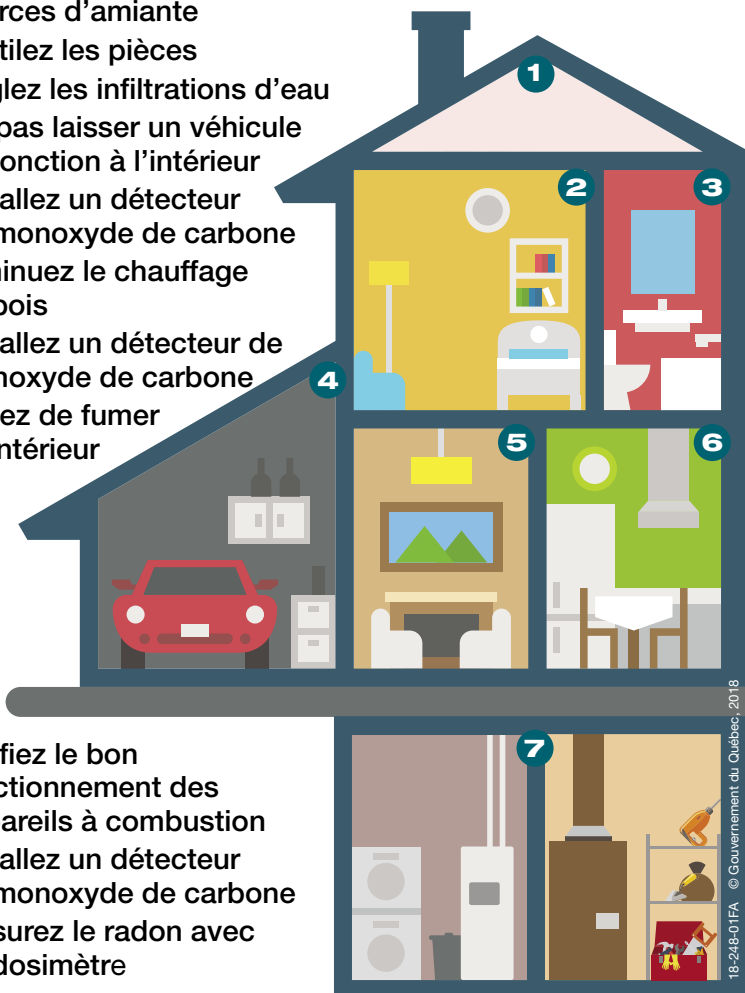 rces d’amiante
tilez les pièces
glez les infiltrations d’eau
pas laisser un véhicule
onction à l’intérieur
allez un détecteur
monoxyde de carbone
inuez le chauffage
bois
allez un détecteur de
noxyde de carbone
ez de fumer
ntérieur
1
2
3
4
5
6
fiez le bon
ctionnement des
areils à combustion
allez un détecteur
monoxyde de carbone
surez le radon avec
dosimètre
7
18-248-01FA © Gouvernement du Québec, 2018